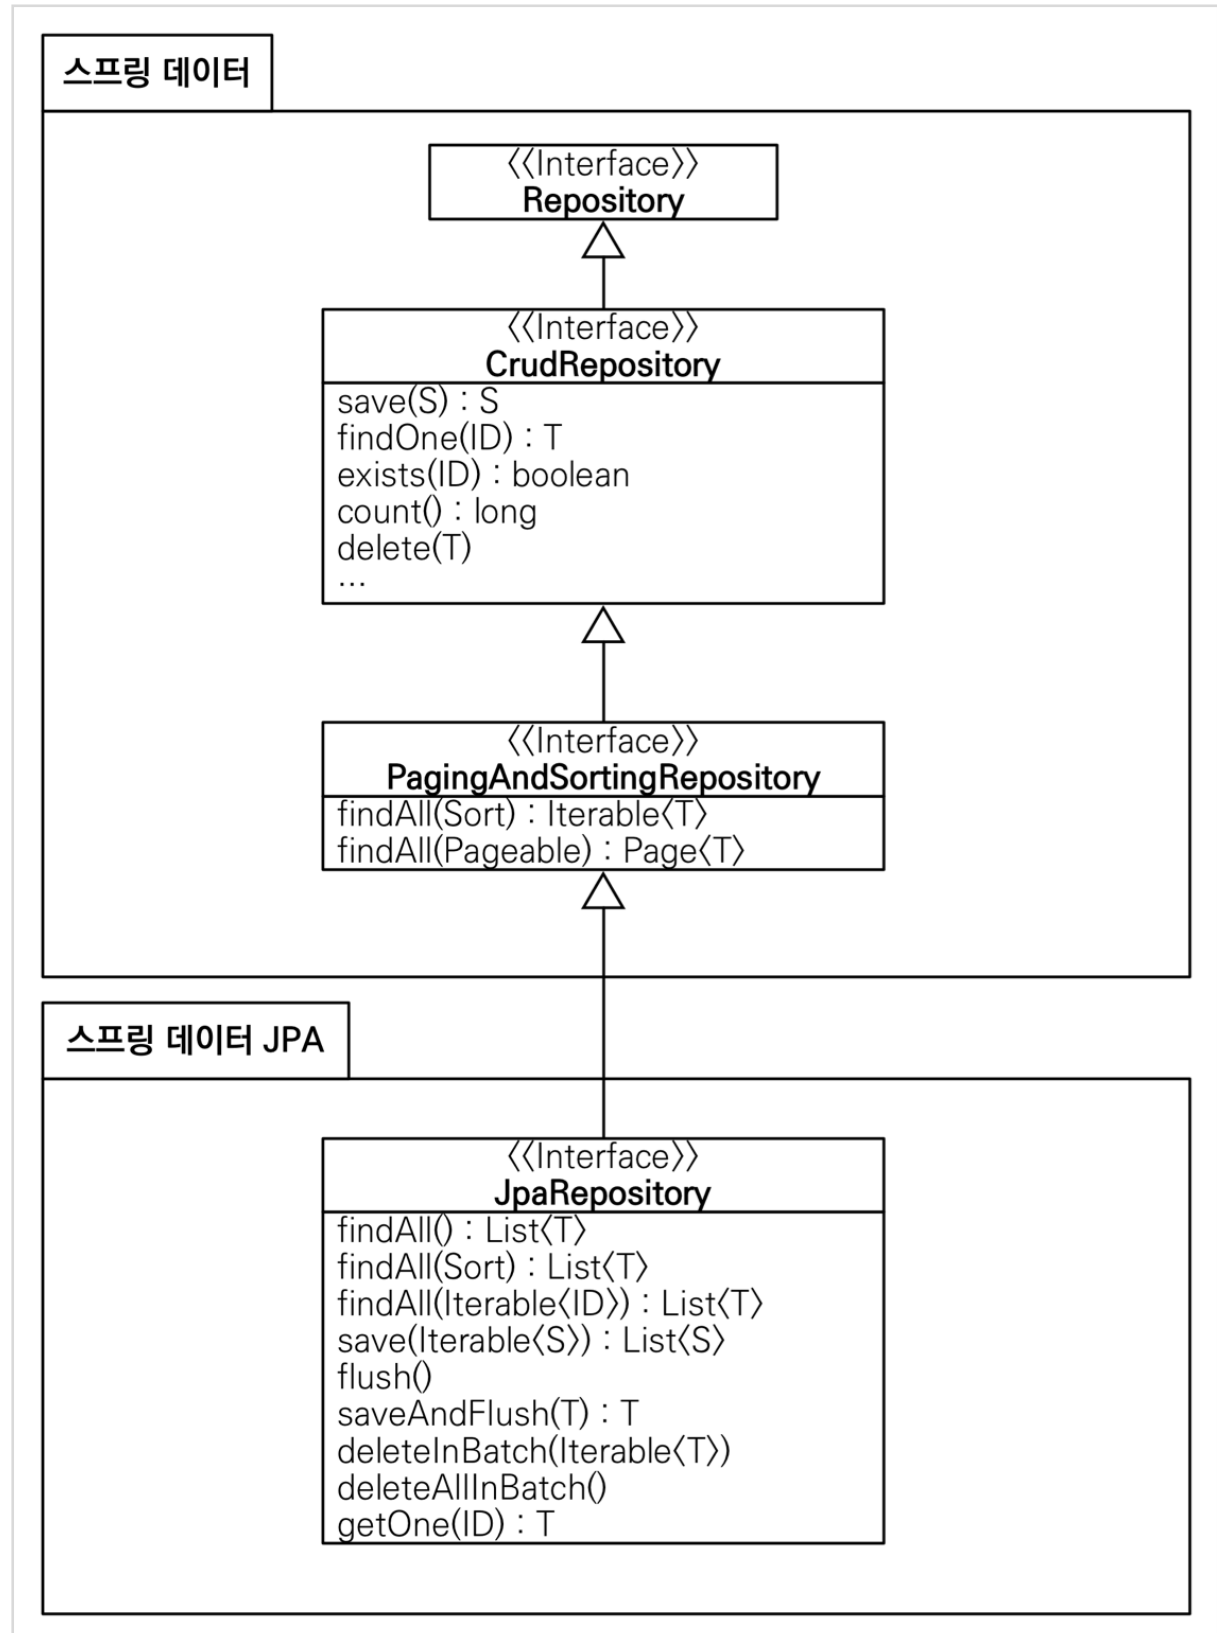 스프링 데이터
〈〈Interface〉〉
Repository
〈〈Interface〉〉
CrudRepository
save(S) : S
findOne(ID) : T
exists(ID) : boolean
count() : long
delete(T)
...
〈〈Interface〉〉
PagingAndSortingRepository
findAll(Sort) : Iterable〈T〉
findAll(Pageable) : Page〈T〉
스프링 데이터 JPA
〈〈Interface〉〉
JpaRepository
findAll() : List〈T〉
findAll(Sort) : List〈T〉
findAll(Iterable〈ID〉) : List〈T〉
save(Iterable〈S〉) : List〈S〉
flush()
saveAndFlush(T) : T
deleteInBatch(Iterable〈T〉)
deleteAllInBatch()
getOne(ID) : T